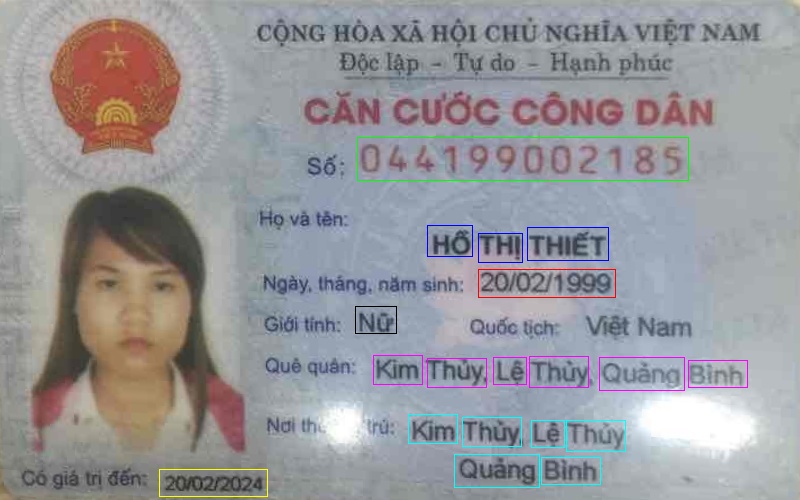 CỘNG HÒA XÃ HỘI CHỦ NGHĨA VIỆT NAM
Độc lập - Tự do - Hạnh phúc
CĂN CƯỚC CÔNG DÂN
Số: 044199002185
Họ và tên:
HỒ THỊ THIẾT
Ngày, tháng, năm sinh: 20/02/1999
Giới tính: Nữ Quốc tịch: Việt Nam
Quê quán: Kim Thủy, Lệ Thủy, Quảng Bình
Nơi trú: Kim Thủy, Lệ Thủy
Quảng Bình
Có giá trị đến: 20/02/2024